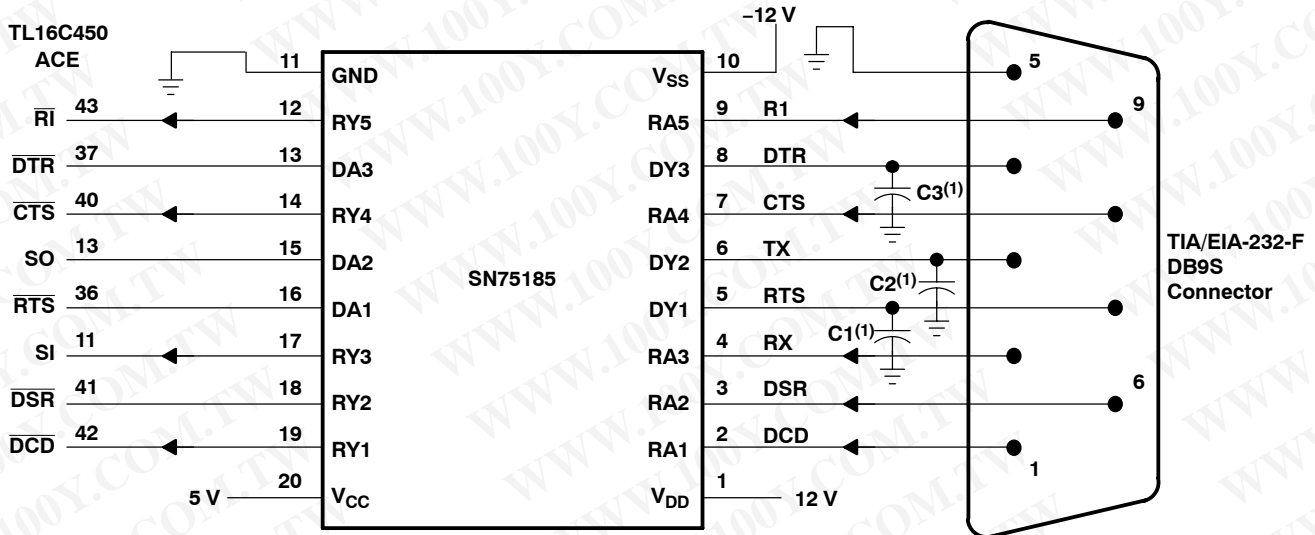 TL16C450
ACE
–12 V
11 GND VSS 10 5
RI 43 12 RY5 RA5 9 R1 9
DTR 37 13 DA3 DY3 8 DTR
C3(1)
CTS 40 14 RY4 RA4 7 CTS
SO 13 15 DA2 DY2 6 TX
SN75185
TIA/EIA-232-F
DB9S
Connector
C2(1)
RTS 36 16 DA1 DY1 5 RTS
C1(1)
SI 11 17 RY3 RA3 4 RX
DSR 41 18 RY2 RA2 3 DSR 6
DCD 42 19 RY1 RA1 2 DCD 1
5 V 20 VCC VDD 1 12 V
WWW.100Y.COM.TW